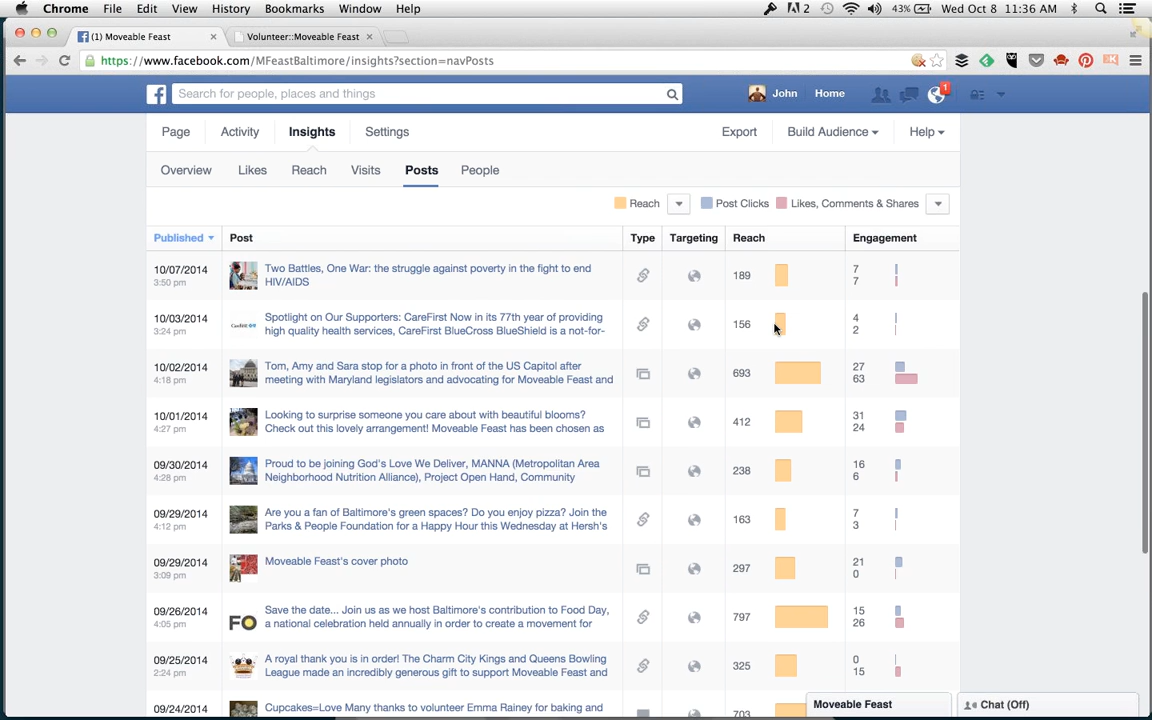 Chrome File Edit View History Bookmarks Window Help 2 43% Wed Oct 8 11:36 AM
(1) Moveable Feast Volunteer::Moveable Feast
https://www.facebook.com/MFeastBaltimore/insights?section=navPosts
Search for people, places and things John Home 1
Page Activity Insights Settings Export Build Audience Help
Overview Likes Reach Visits Posts People
Reach Post Clicks Likes, Comments & Shares
Published Post Type Targeting Reach Engagement
10/07/2014 Two Battles, One War: the struggle against poverty in the fight to end 189 7
3:50 pm HIV/AIDS 7
10/03/2014 Spotlight on Our Supporters: CareFirst Now in its 77th year of providing 156 4
3:24 pm high quality health services, CareFirst BlueCross BlueShield is a not-for- 2
10/02/2014 Tom, Amy and Sara stop for a photo in front of the US Capitol after 693 27
4:18 pm meeting with Maryland legislators and advocating for Moveable Feast and 63
10/01/2014 Looking to surprise someone you care about with beautiful blooms? 412 31
4:27 pm Check out this lovely arrangement! Moveable Feast has been chosen as 24
09/30/2014 Proud to be joining God's Love We Deliver, MANNA (Metropolitan Area 238 16
4:28 pm Neighborhood Nutrition Alliance), Project Open Hand, Community 6
09/29/2014 Are you a fan of Baltimore's green spaces? Do you enjoy pizza? Join the 163 7
4:12 pm Parks & People Foundation for a Happy Hour this Wednesday at Hersh's 3
09/29/2014 Moveable Feast's cover photo 297 21
3:09 pm 0
09/26/2014 Save the date... Join us as we host Baltimore's contribution to Food Day, 797 15
4:05 pm FO a national celebration held annually in order to create a movement for 26
09/25/2014 A royal thank you is in order! The Charm City Kings and Queens Bowling 325 0
2:24 pm League made an incredibly generous gift to support Moveable Feast and 15
09/24/2014 Cupcakes=Love Many thanks to volunteer Emma Rainey for baking and 703
Moveable Feast Chat (Off)